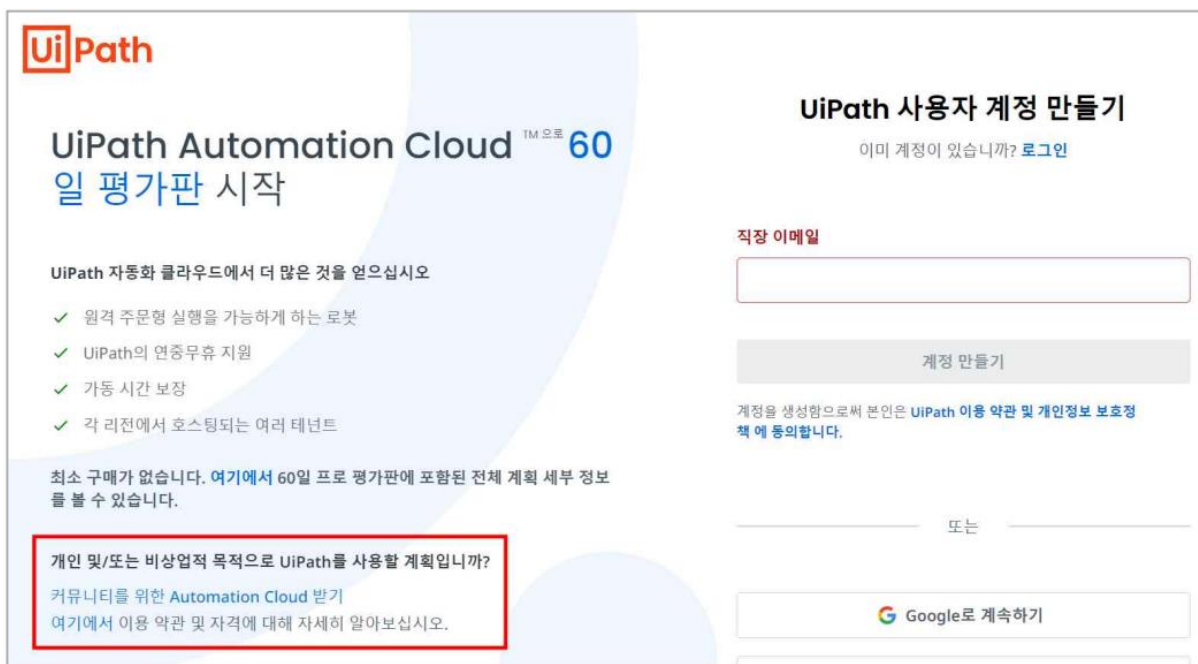 UiPath
UiPath Automation Cloud ™으로 60
일 평가판 시작
UiPath 자동화 클라우드에서 더 많은 것을 얻으십시오
✓ 원격 주문형 실행을 가능하게 하는 로봇
✓ UiPath의 연중무휴 지원
✓ 가동 시간 보장
✓ 각 리전에서 호스팅되는 여러 테넌트
최소 구매가 없습니다. 여기에서 60일 프로 평가판에 포함된 전체 계획 세부 정보
를 볼 수 있습니다.
개인 및/또는 비상업적 목적으로 UiPath를 사용할 계획입니까?
커뮤니티를 위한 Automation Cloud 받기
여기에서 이용 약관 및 자격에 대해 자세히 알아보십시오.
UiPath 사용자 계정 만들기
이미 계정이 있습니까? 로그인
직장 이메일
계정 만들기
계정을 생성함으로써 본인은 UiPath 이용 약관 및 개인정보 보호정
책 에 동의합니다.
또는
Google로 계속하기